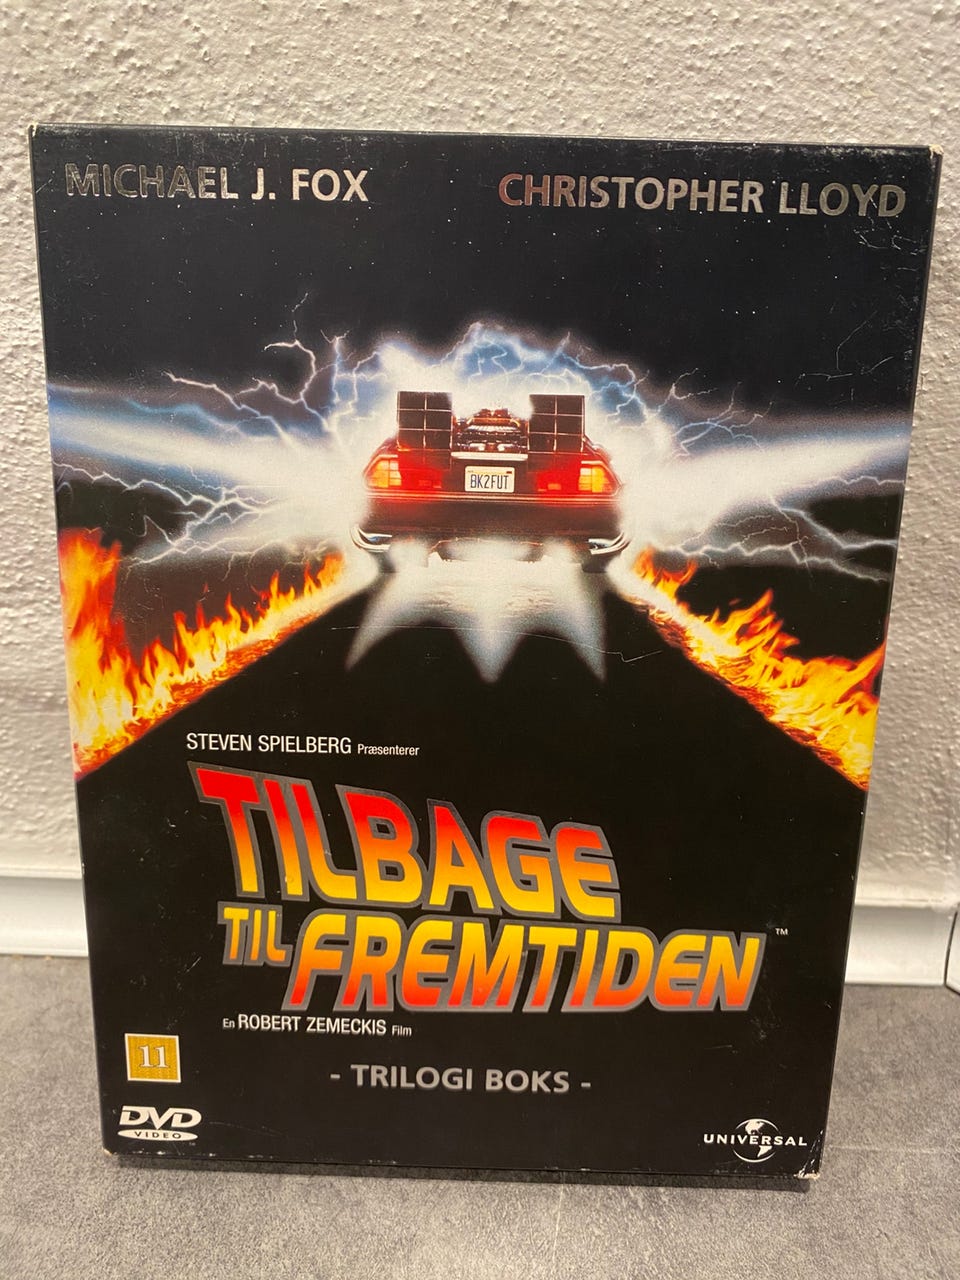 MICHAEL J. FOX
CHRISTOPHER LLOYD
BK2FUT
STEVEN SPIELBERG Præsenterer
TILBAGE
TIL FREMTIDEN™
En ROBERT ZEMECKIS Film
11
- TRILOGI BOKS -
DVD
VIDEO
UNIVERSAL